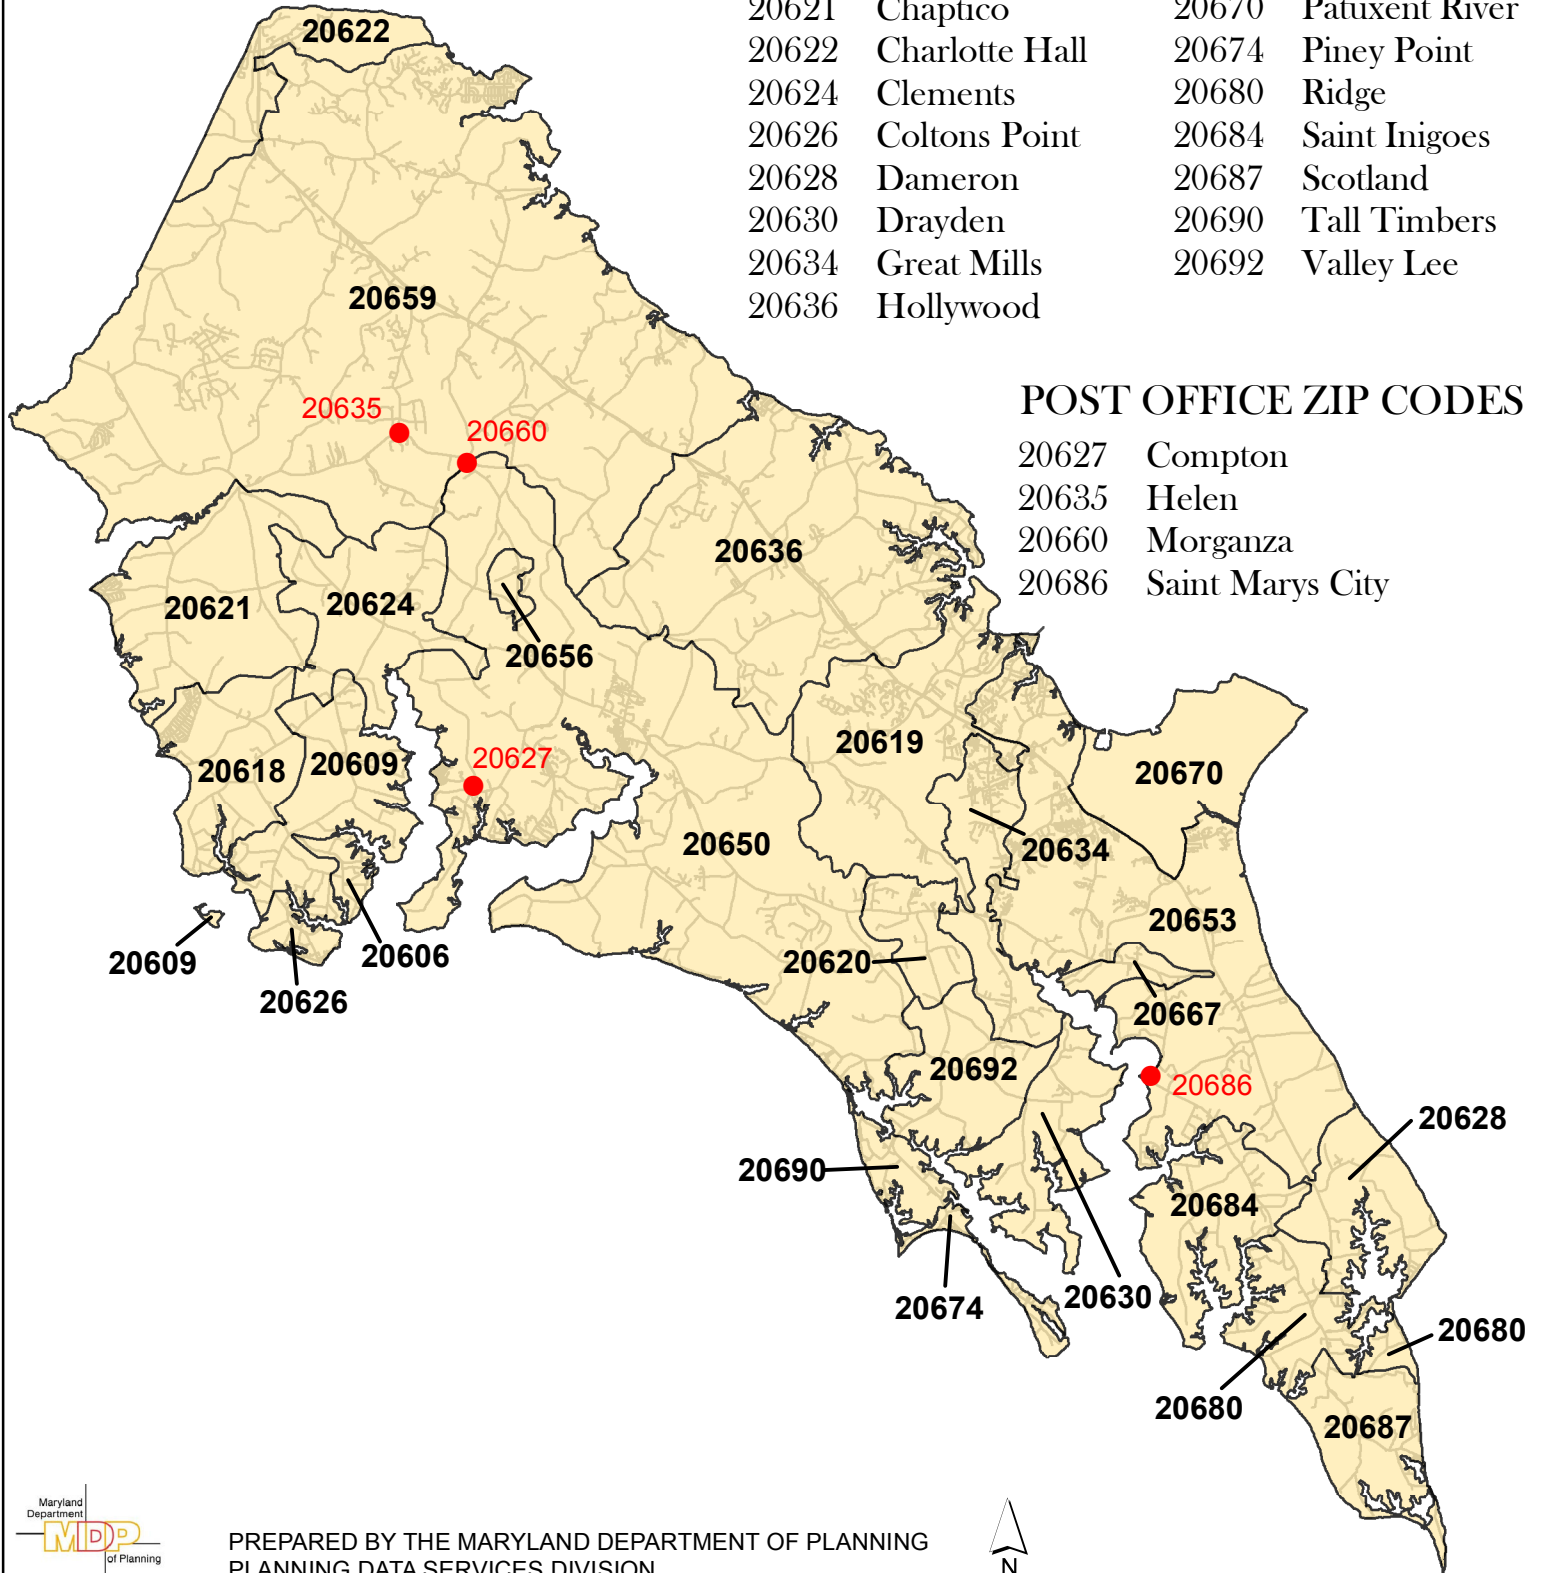 20621 Chaptico
20622 Charlotte Hall
20624 Clements
20626 Coltons Point
20628 Dameron
20630 Drayden
20634 Great Mills
20636 Hollywood
20670 Patuxent River
20674 Piney Point
20680 Ridge
20684 Saint Inigoes
20687 Scotland
20690 Tall Timbers
20692 Valley Lee
POST OFFICE ZIP CODES
20627 Compton
20635 Helen
20660 Morganza
20686 Saint Marys City
20622
20659
20635
20660
20636
20621
20624
20656
20619
20618
20609
20627
20670
20650
20634
20653
20609
20606
20620
20626
20667
20692
20686
20628
20690
20684
20674
20630
20680
20680
20687
Maryland
Department
MDP
of Planning
PREPARED BY THE MARYLAND DEPARTMENT OF PLANNING
PLANNING DATA SERVICES DIVISION
N